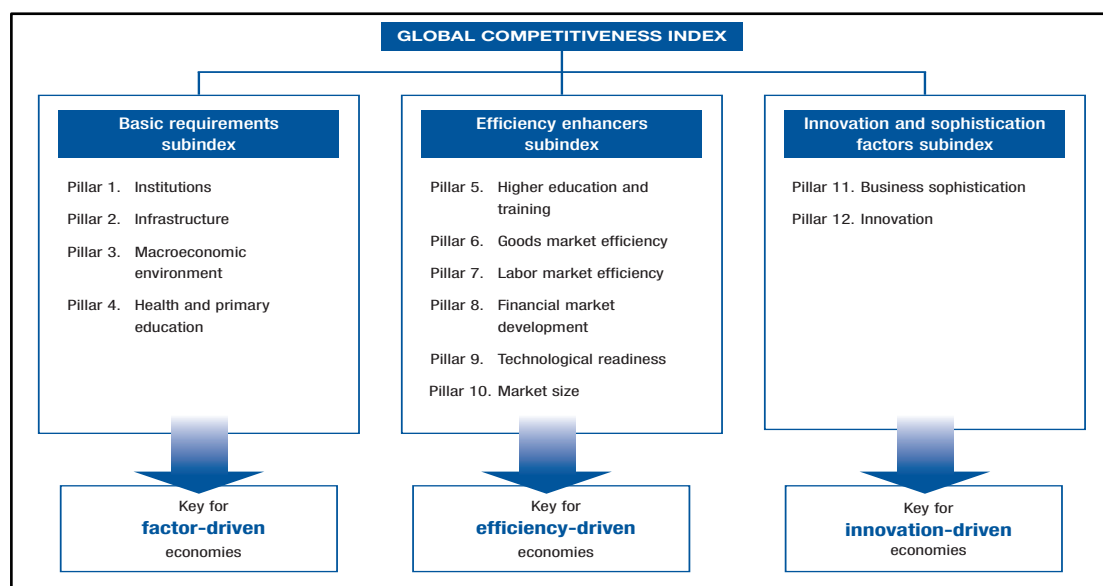 GLOBAL COMPETITIVENESS INDEX
Basic requirements
subindex
Pillar 1. Institutions
Pillar 2. Infrastructure
Pillar 3. Macroeconomic
environment
Pillar 4. Health and primary
education
Key for
factor-driven
economies
Efficiency enhancers
subindex
Pillar 5. Higher education and
training
Pillar 6. Goods market efficiency
Pillar 7. Labor market efficiency
Pillar 8. Financial market
development
Pillar 9. Technological readiness
Pillar 10. Market size
Key for
efficiency-driven
economies
Innovation and sophistication
factors subindex
Pillar 11. Business sophistication
Pillar 12. Innovation
Key for
innovation-driven
economies